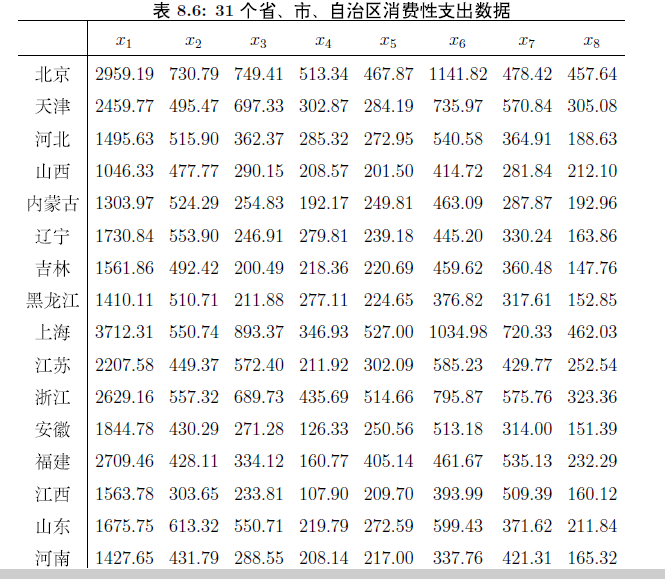 表 8.6: 31 个省、市、自治区消费性支出数据
x1 x2 x3 x4 x5 x6 x7 x8
北京 2959.19 730.79 749.41 513.34 467.87 1141.82 478.42 457.64
天津 2459.77 495.47 697.33 302.87 284.19 735.97 570.84 305.08
河北 1495.63 515.90 362.37 285.32 272.95 540.58 364.91 188.63
山西 1046.33 477.77 290.15 208.57 201.50 414.72 281.84 212.10
内蒙古 1303.97 524.29 254.83 192.17 249.81 463.09 287.87 192.96
辽宁 1730.84 553.90 246.91 279.81 239.18 445.20 330.24 163.86
吉林 1561.86 492.42 200.49 218.36 220.69 459.62 360.48 147.76
黑龙江 1410.11 510.71 211.88 277.11 224.65 376.82 317.61 152.85
上海 3712.31 550.74 893.37 346.93 527.00 1034.98 720.33 462.03
江苏 2207.58 449.37 572.40 211.92 302.09 585.23 429.77 252.54
浙江 2629.16 557.32 689.73 435.69 514.66 795.87 575.76 323.36
安徽 1844.78 430.29 271.28 126.33 250.56 513.18 314.00 151.39
福建 2709.46 428.11 334.12 160.77 405.14 461.67 535.13 232.29
江西 1563.78 303.65 233.81 107.90 209.70 393.99 509.39 160.12
山东 1675.75 613.32 550.71 219.79 272.59 599.43 371.62 211.84
河南 1427.65 431.79 288.55 208.14 217.00 337.76 421.31 165.32